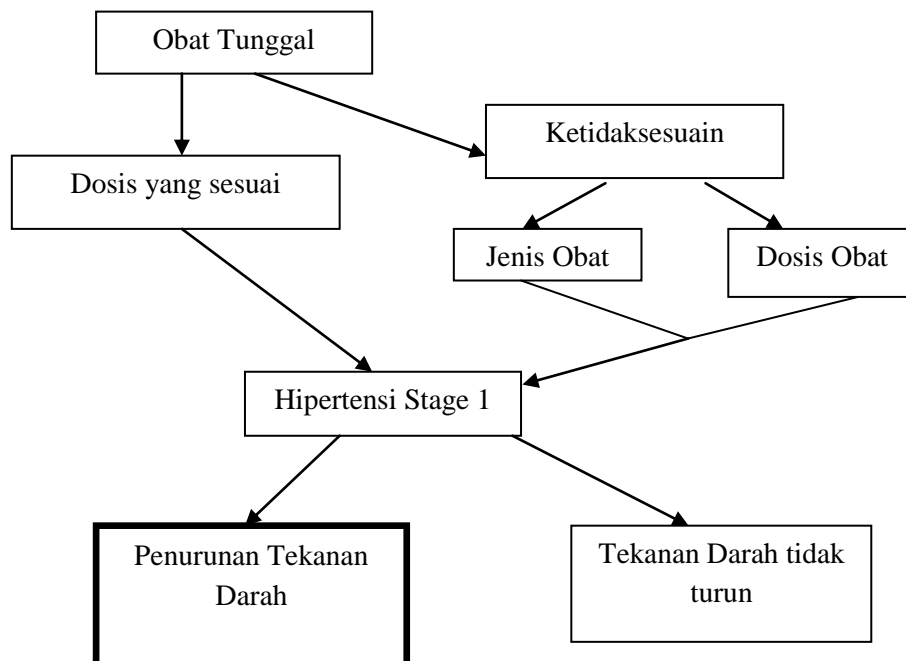 Obat Tunggal
Ketidaksesuain
Dosis yang sesuai
Jenis Obat
Dosis Obat
Hipertensi Stage 1
Penurunan Tekanan
Darah
Tekanan Darah tidak
turun